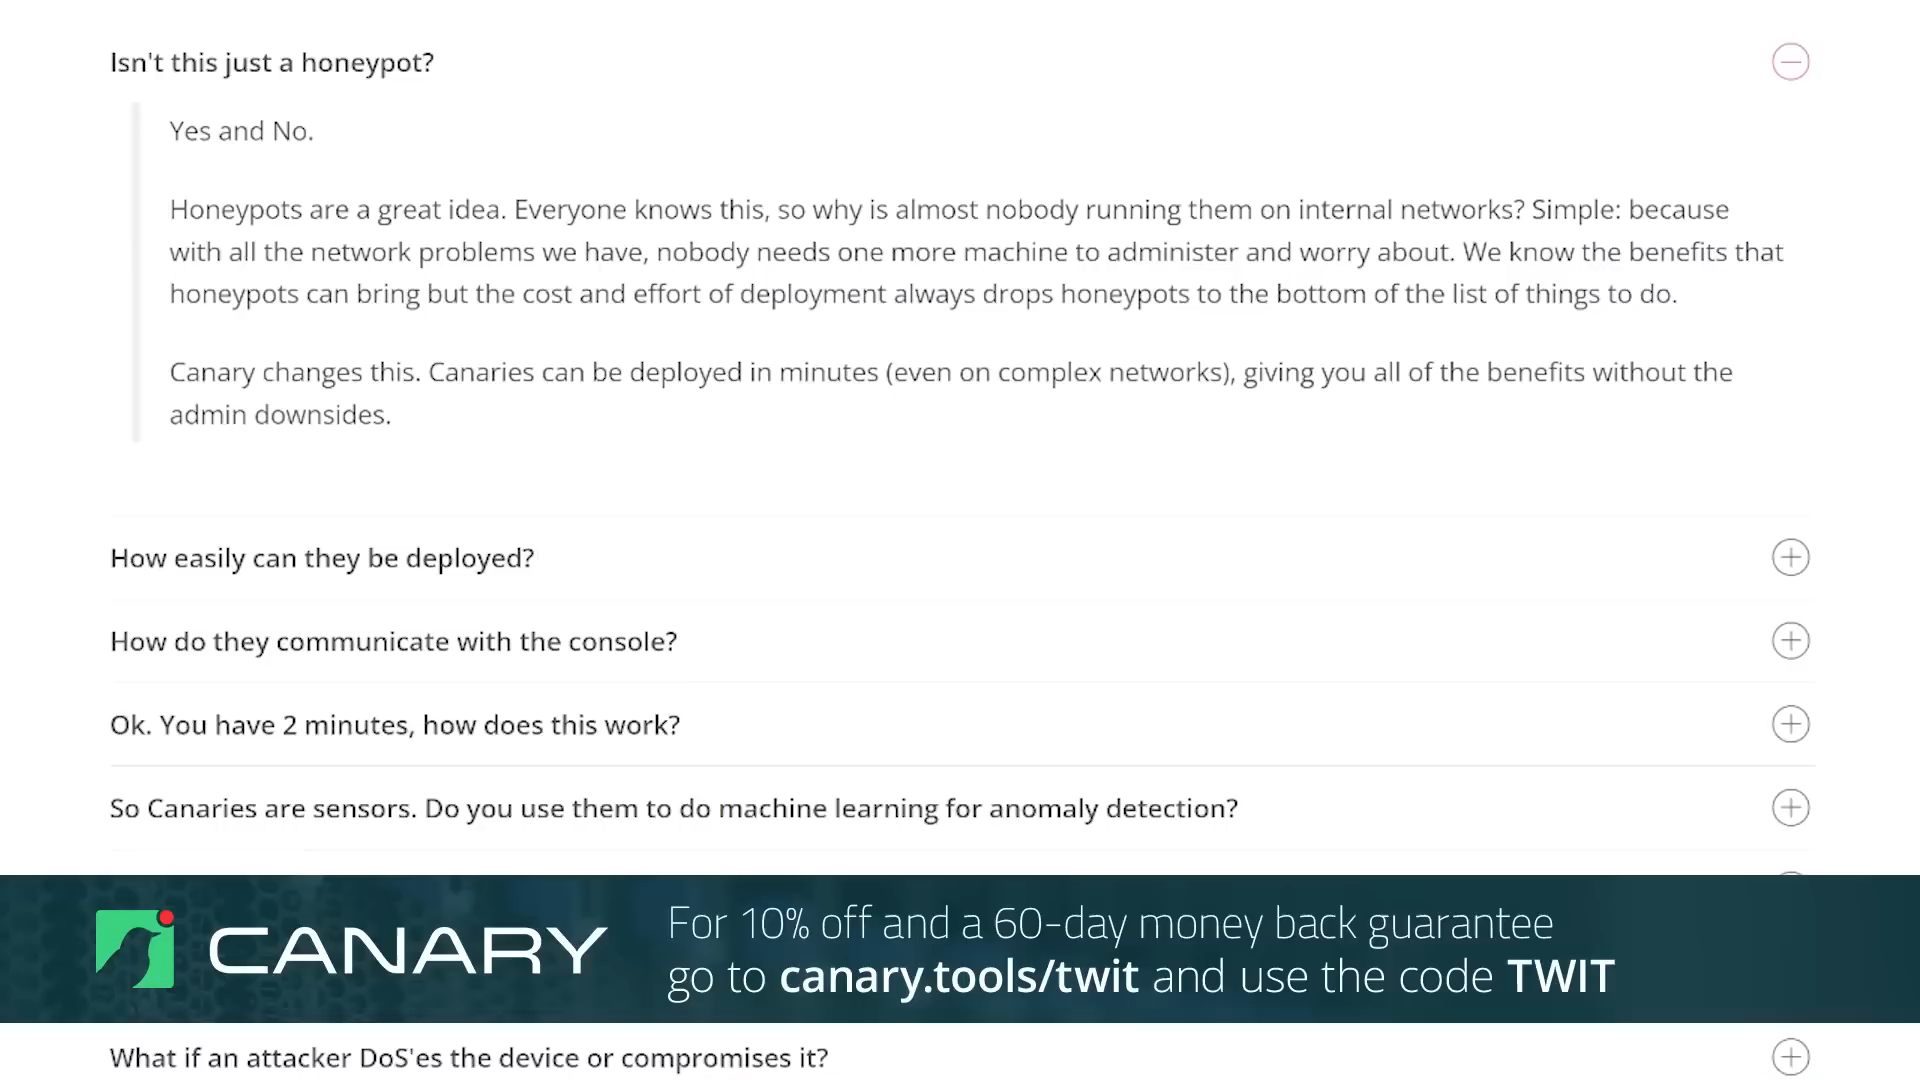 Isn't this just a honeypot?
Yes and No.
Honeypots are a great idea. Everyone knows this, so why is almost nobody running them on internal networks? Simple: because
with all the network problems we have, nobody needs one more machine to administer and worry about. We know the benefits that
honeypots can bring but the cost and effort of deployment always drops honeypots to the bottom of the list of things to do.
Canary changes this. Canaries can be deployed in minutes (even on complex networks), giving you all of the benefits without the
admin downsides.
How easily can they be deployed?
How do they communicate with the console?
Ok. You have 2 minutes, how does this work?
So Canaries are sensors. Do you use them to do machine learning for anomaly detection?
CANARY
For 10% off and a 60-day money back guarantee
go to canary.tools/twit and use the code TWIT
What if an attacker DoS'es the device or compromises it?